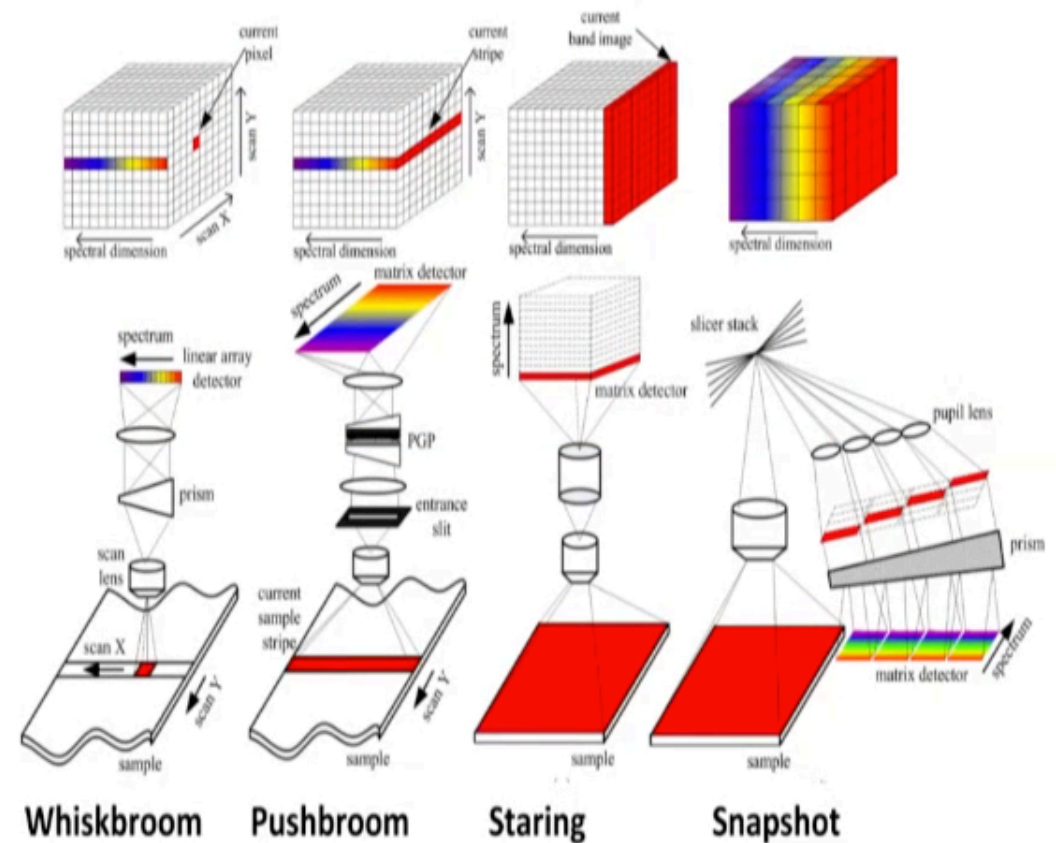 current
pixel
scan Y
scan X
spectral dimension
current
stripe
scan Y
spectral dimension
current
band image
spectral dimension
spectral dimension
spectrum
linear array
detector
prism
scan
lens
scan X
scan Y
sample
matrix detector
spectrum
PGP
entrance
slit
current
sample
stripe
scan Y
sample
spectrum
matrix detector
sample
slicer stack
pupil lens
prism
matrix detector
spectrum
sample
Whiskbroom
Pushbroom
Staring
Snapshot